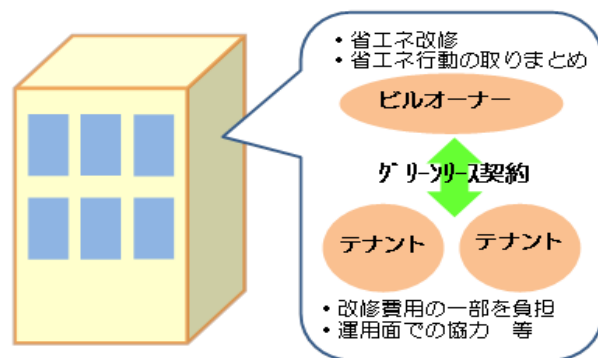 ・省エネ改修
・省エネ行動の取りまとめ
ビルオーナー
グリーンリース契約
テナント
テナント
・改修費用の一部を負担
・運用面での協力　等